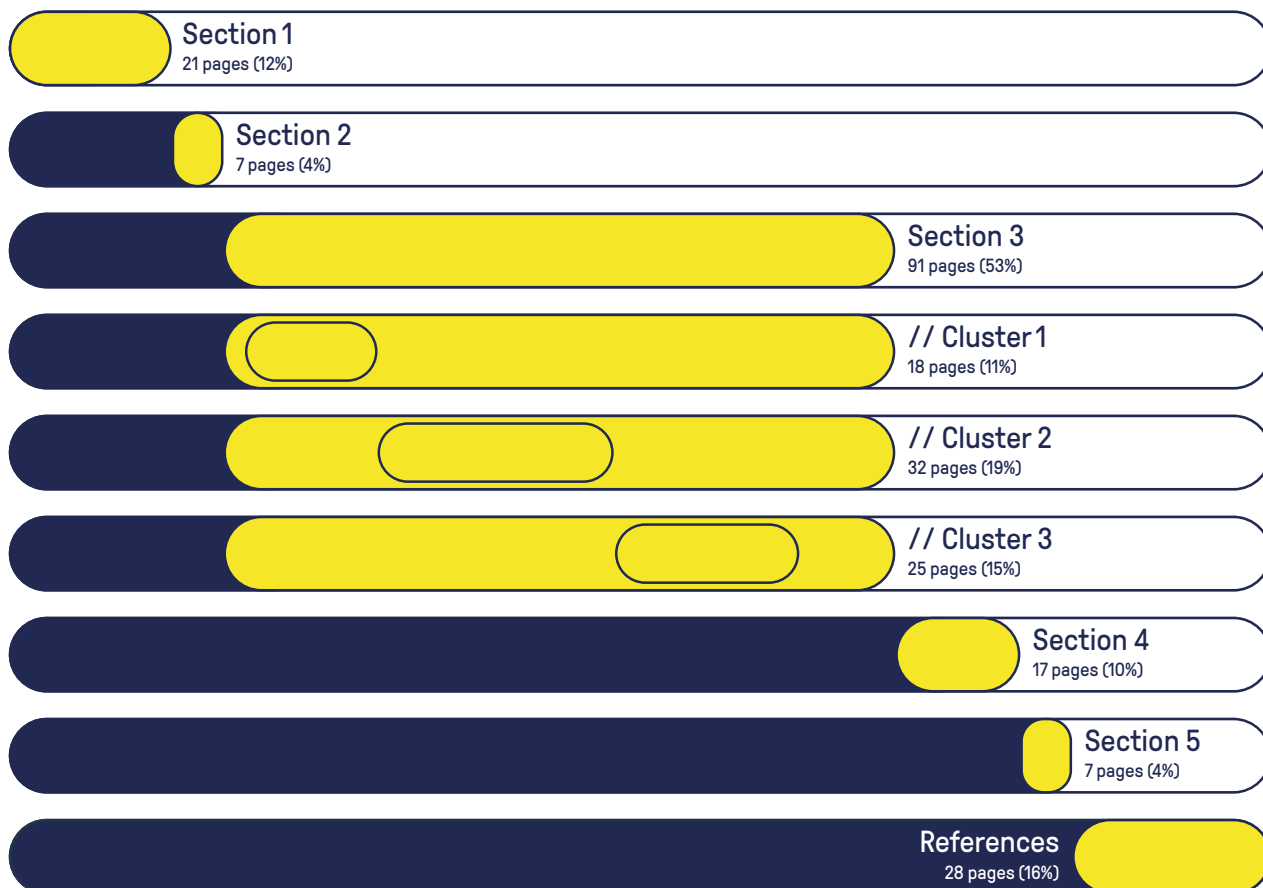 Section 1
21 pages (12%)
Section 2
7 pages (4%)
Section 3
91 pages (53%)
// Cluster 1
18 pages (11%)
// Cluster 2
32 pages (19%)
// Cluster 3
25 pages (15%)
Section 4
17 pages (10%)
Section 5
7 pages (4%)
References
28 pages (16%)